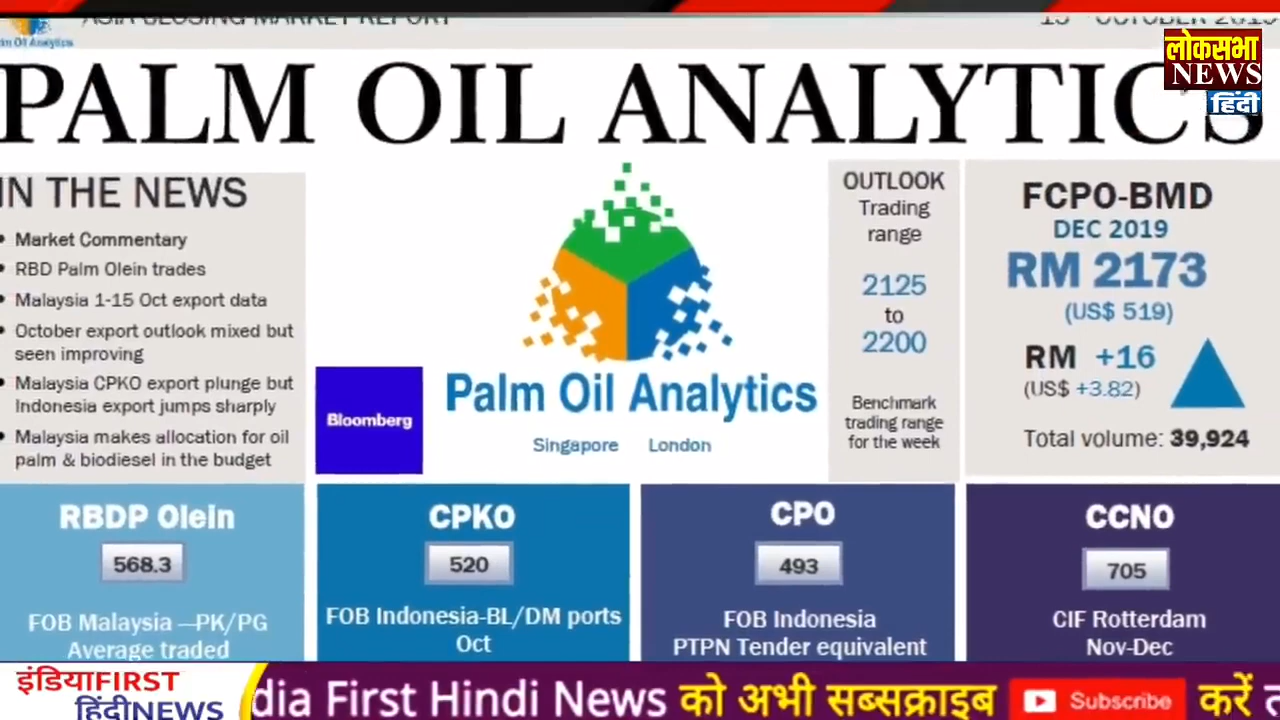 ASIA CLOSING MARKET REPORT
OCTOBER 2019
लोकसभा
NEWS
हिंदी
PALM OIL ANALYTICS
IN THE NEWS
• Market Commentary
• RBD Palm Olein trades
• Malaysia 1-15 Oct export data
• October export outlook mixed but
seen improving
• Malaysia CPKO export plunge but
Indonesia export jumps sharply
• Malaysia makes allocation for oil
palm & biodiesel in the budget
Bloomberg
Palm Oil Analytics
Singapore London
OUTLOOK
Trading
range
2125
to
2200
Benchmark
trading range
for the week
FCPO-BMD
DEC 2019
RM 2173
(US$ 519)
RM +16
(US$ +3.82)
Total volume: 39,924
RBDP Olein
568.3
FOB Malaysia —PK/PG
Average traded
CPKO
520
FOB Indonesia-BL/DM ports
Oct
CPO
493
FOB Indonesia
PTPN Tender equivalent
CCNO
705
CIF Rotterdam
Nov-Dec
इंडियाFIRST
हिंदीNEWS
dia First Hindi News को अभी सब्सक्राइब Subscribe करें